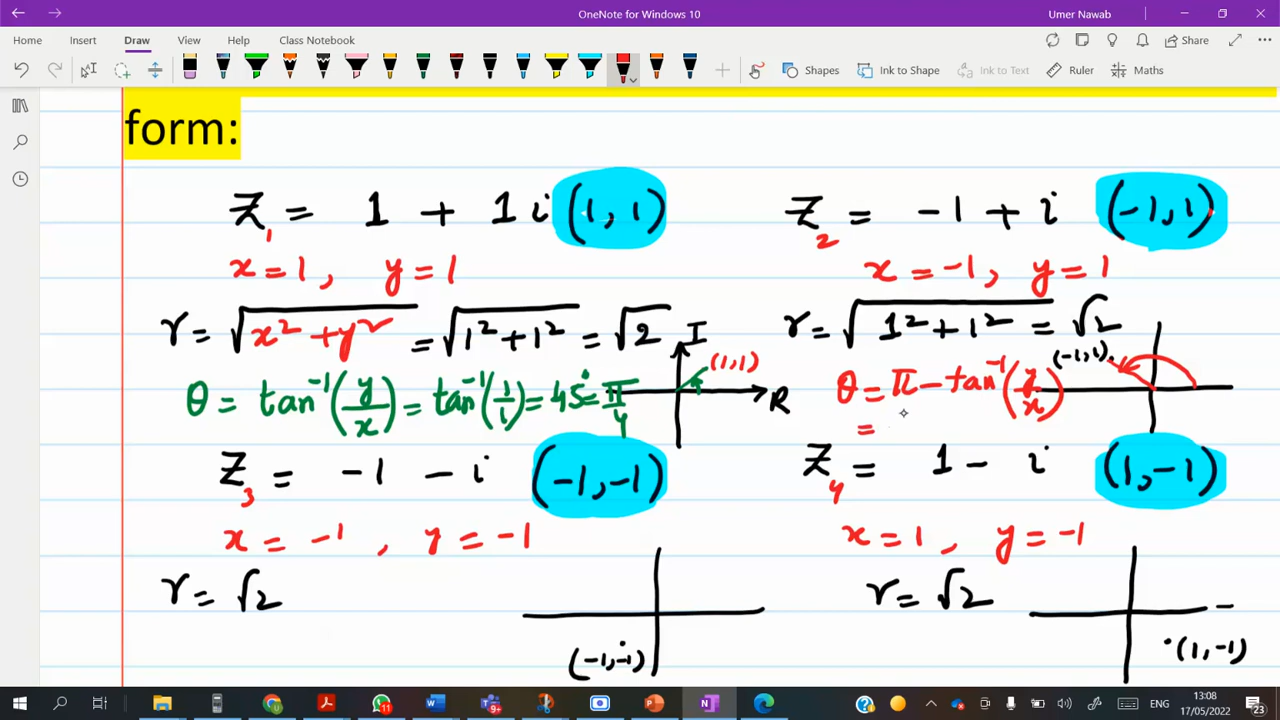 OneNote for Windows 10
Umer Nawab
Home Insert Draw View Help Class Notebook
Share
Shapes Ink to Shape Ink to Text Ruler Maths
form:
Z₁ = 1 + 1i (1, 1)
x = 1, y = 1
r = √(x² + y²) = √(1² + 1²) = √2
θ = tan⁻¹(y/x) = tan⁻¹(1/1) = 45° = π/4
I
(1,1)
R
Z₂ = -1 + i (-1, 1)
x = -1, y = 1
r = √(1² + 1²) = √2
(-1,1)
θ = π - tan⁻¹(y/x)
=
Z₃ = -1 - i (-1, -1)
x = -1, y = -1
r = √2
(-1,-1)
Z₄ = 1 - i (1, -1)
x = 1, y = -1
r = √2
(1, -1)
11
9+
13:08
17/05/2022
23